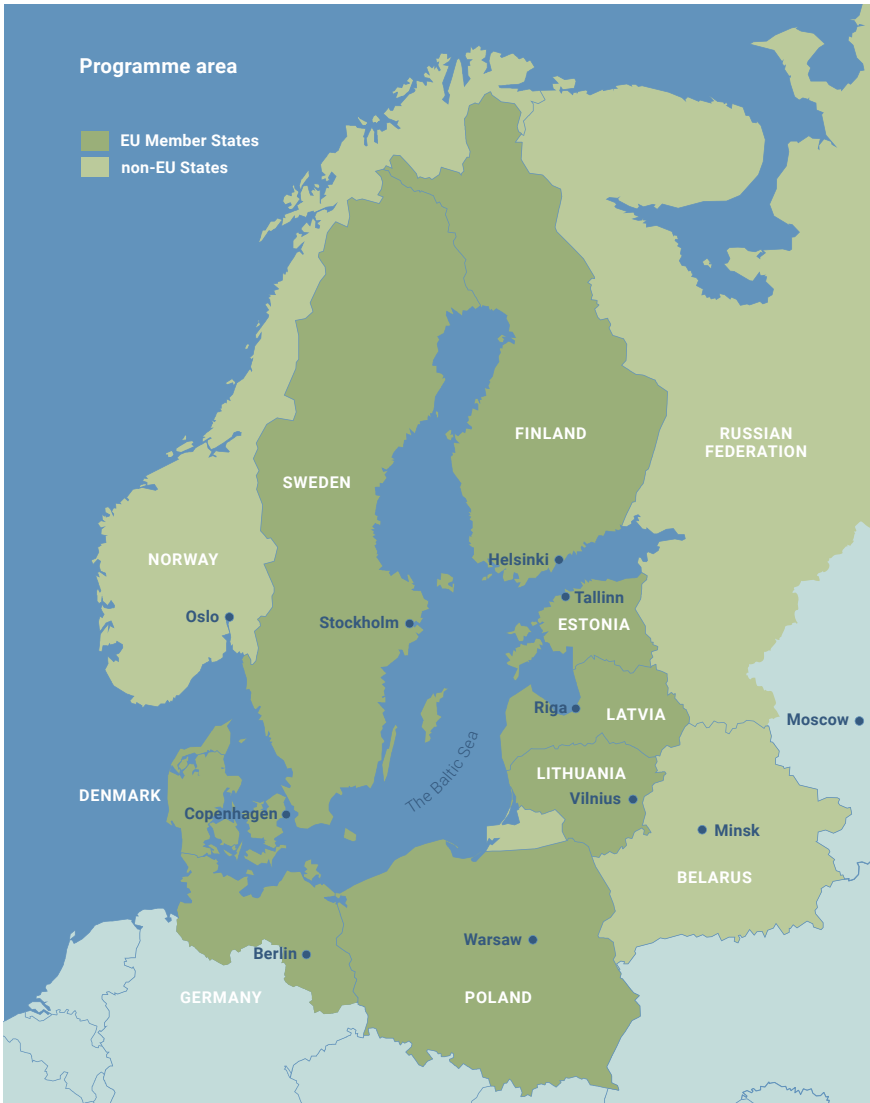 Programme area
EU Member States
non-EU States
FINLAND
RUSSIAN
FEDERATION
SWEDEN
NORWAY
Helsinki
Tallinn
Oslo
Stockholm
ESTONIA
Riga
LATVIA
Moscow
The Baltic Sea
LITHUANIA
DENMARK
Vilnius
Copenhagen
Minsk
BELARUS
Warsaw
Berlin
GERMANY
POLAND